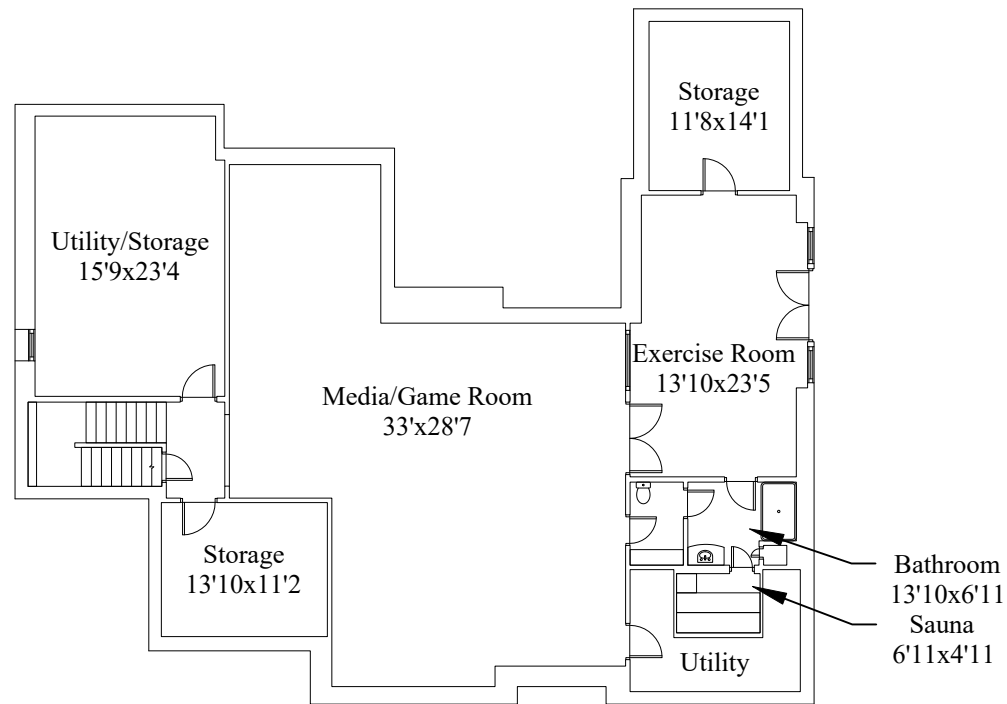 Storage
11'8x14'1
Utility/Storage
15'9x23'4
Exercise Room
13'10x23'5
Media/Game Room
33'x28'7
Storage
13'10x11'2
Bathroom
13'10x6'11
Sauna
6'11x4'11
Utility